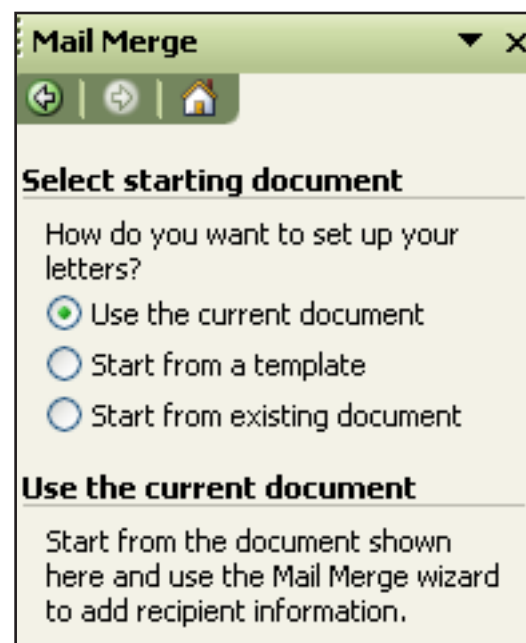 Mail Merge
Select starting document
How do you want to set up your
letters?
Use the current document
Start from a template
Start from existing document
Use the current document
Start from the document shown
here and use the Mail Merge wizard
to add recipient information.